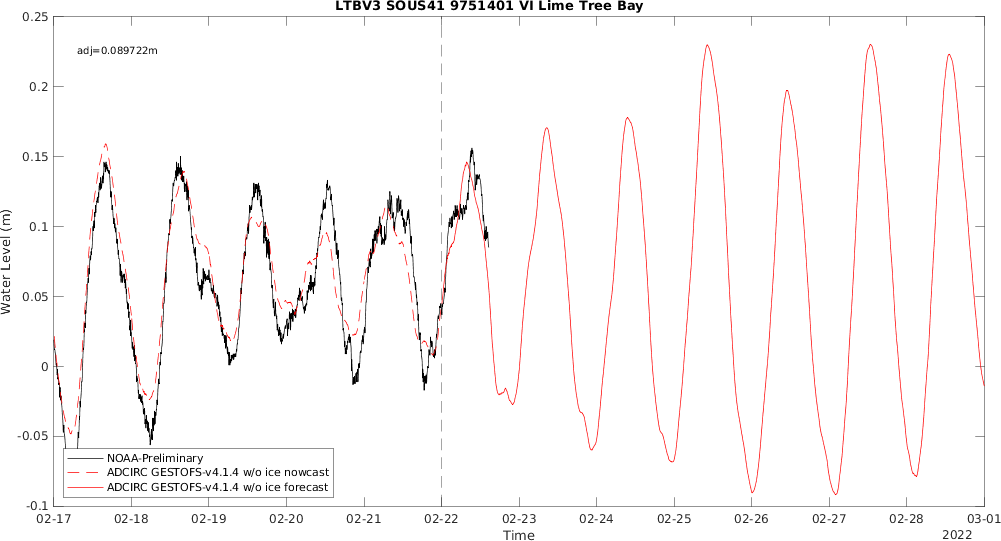 LTBV3 SOUS41 9751401 VI Lime Tree Bay
adj=0.089722m
0.25
0.2
0.15
0.1
0.05
0
-0.05
-0.1
Water Level (m)
NOAA-Preliminary
ADCIRC GESTOFS-v4.1.4 w/o ice nowcast
ADCIRC GESTOFS-v4.1.4 w/o ice forecast
02-17 02-18 02-19 02-20 02-21 02-22 02-23 02-24 02-25 02-26 02-27 02-28 03-01
Time
2022